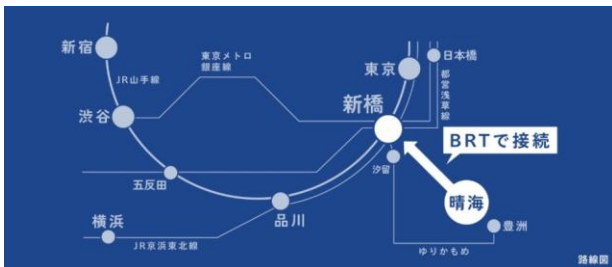 新宿
JR山手線
渋谷
東京メトロ
銀座線
東京
日本橋
都営浅草線
新橋
BRTで接続
汐留
晴海
五反田
品川
横浜
JR京浜東北線
豊洲
ゆりかもめ
路線図